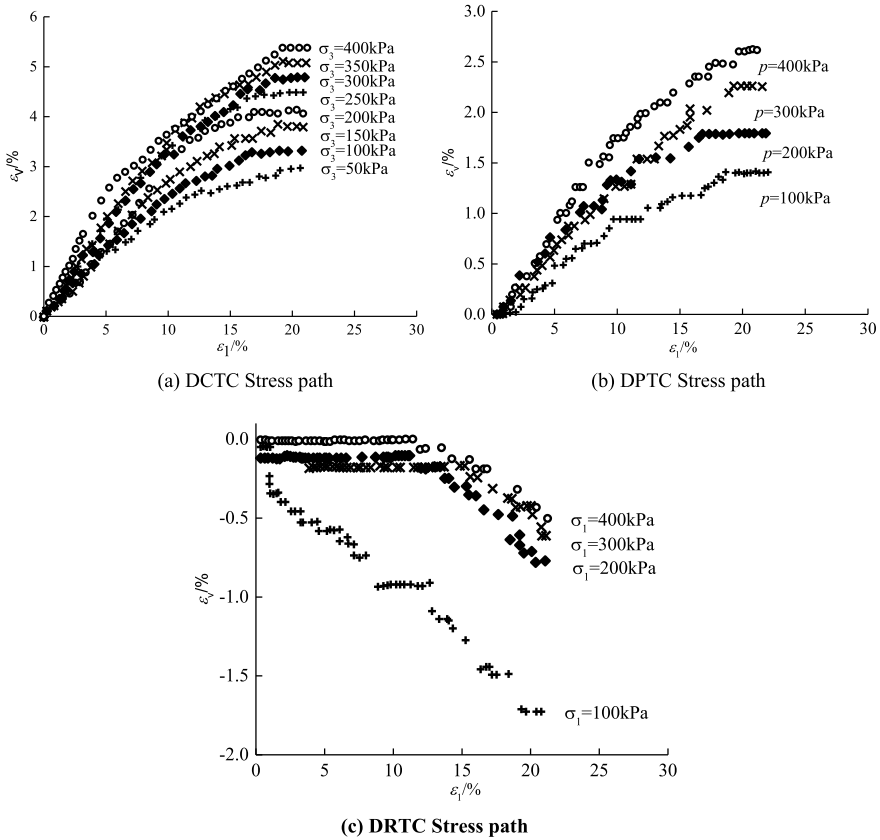 6
5
4
3
2
1
0
εv/%
0
5
10
15
20
25
30
ε1/%
σ3=400kPa
σ3=350kPa
σ3=300kPa
σ3=250kPa
σ3=200kPa
σ3=150kPa
σ3=100kPa
σ3=50kPa
(a) DCTC Stress path
3.0
2.5
2.0
1.5
1.0
0.5
0.0
εv/%
0
5
10
15
20
25
30
ε1/%
p=400kPa
p=300kPa
p=200kPa
p=100kPa
(b) DPTC Stress path
0.0
-0.5
-1.0
-1.5
-2.0
εv/%
0
5
10
15
20
25
30
ε1/%
σ1=400kPa
σ1=300kPa
σ1=200kPa
σ1=100kPa
(c) DRTC Stress path